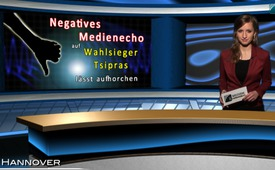 Negatives
Medienecho
auf
Wahlsieger
Tsipras
lässt aufhorchen
HANNOVER